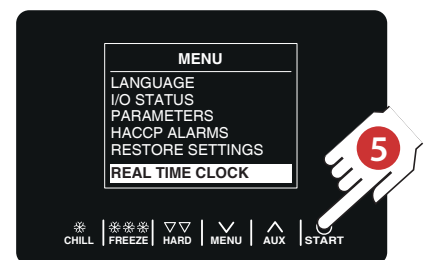 MENU
LANGUAGE
I/O STATUS
PARAMETERS
HACCP ALARMS
RESTORE SETTINGS
REAL TIME CLOCK
5
CHILL FREEZE HARD MENU AUX START